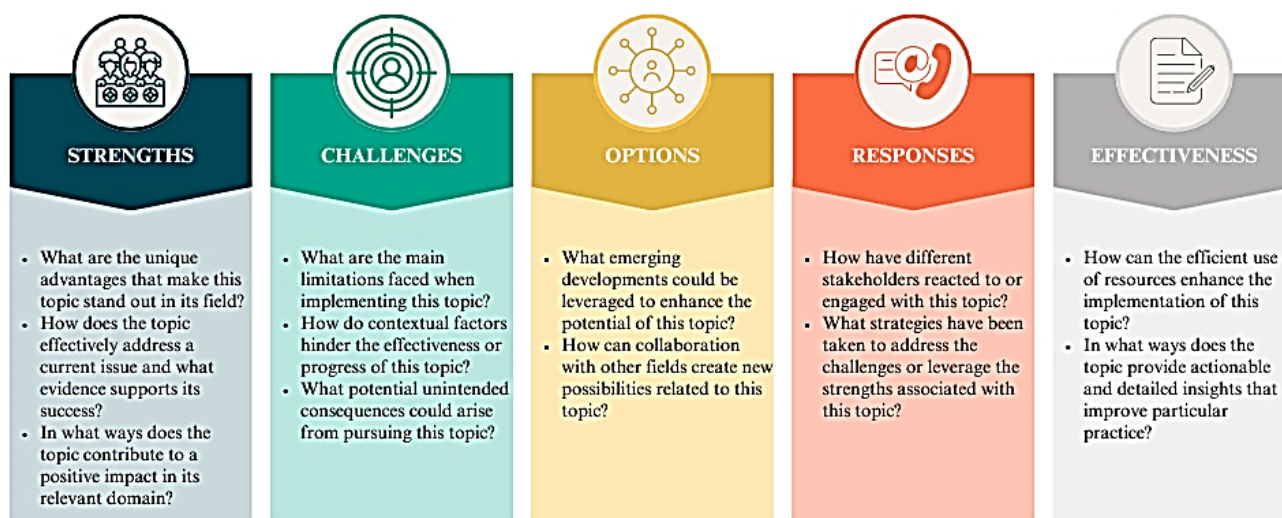 STRENGTHS
• What are the unique
advantages that make this
topic stand out in its field?
• How does the topic
effectively address a
current issue and what
evidence supports its
success?
• In what ways does the
topic contribute to a
positive impact in its
relevant domain?
CHALLENGES
• What are the main
limitations faced when
implementing this topic?
• How do contextual factors
hinder the effectiveness or
progress of this topic?
• What potential unintended
consequences could arise
from pursuing this topic?
OPTIONS
• What emerging
developments could be
leveraged to enhance the
potential of this topic?
• How can collaboration
with other fields create new
possibilities related to this
topic?
@
RESPONSES
• How have different
stakeholders reacted to or
engaged with this topic?
• What strategies have been
taken to address the
challenges or leverage the
strengths associated with
this topic?
EFFECTIVENESS
• How can the efficient use
of resources enhance the
implementation of this
topic?
• In what ways does the
topic provide actionable
and detailed insights that
improve particular
practice?